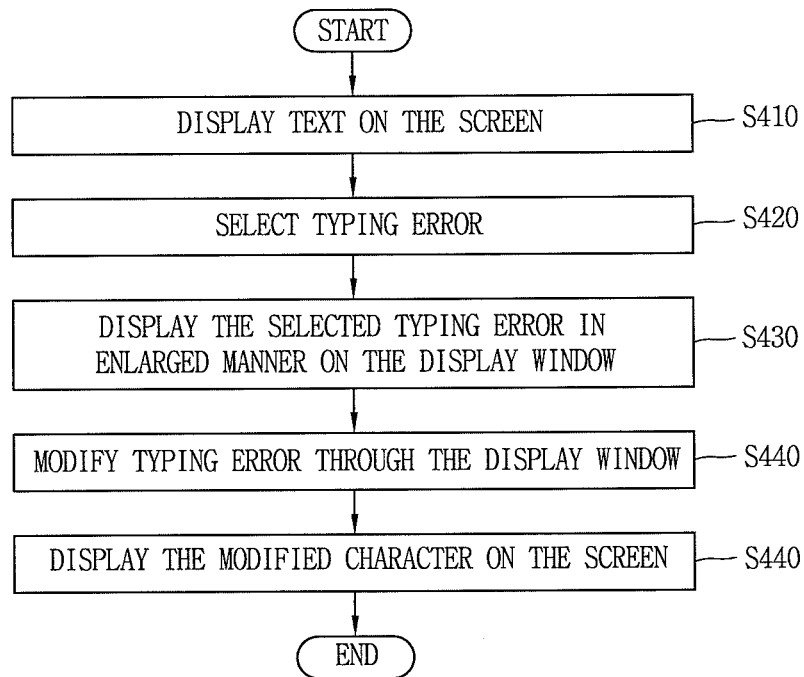 START
DISPLAY TEXT ON THE SCREEN
S410
SELECT TYPING ERROR
S420
DISPLAY THE SELECTED TYPING ERROR IN
ENLARGED MANNER ON THE DISPLAY WINDOW
S430
MODIFY TYPING ERROR THROUGH THE DISPLAY WINDOW
S440
DISPLAY THE MODIFIED CHARACTER ON THE SCREEN
S440
END